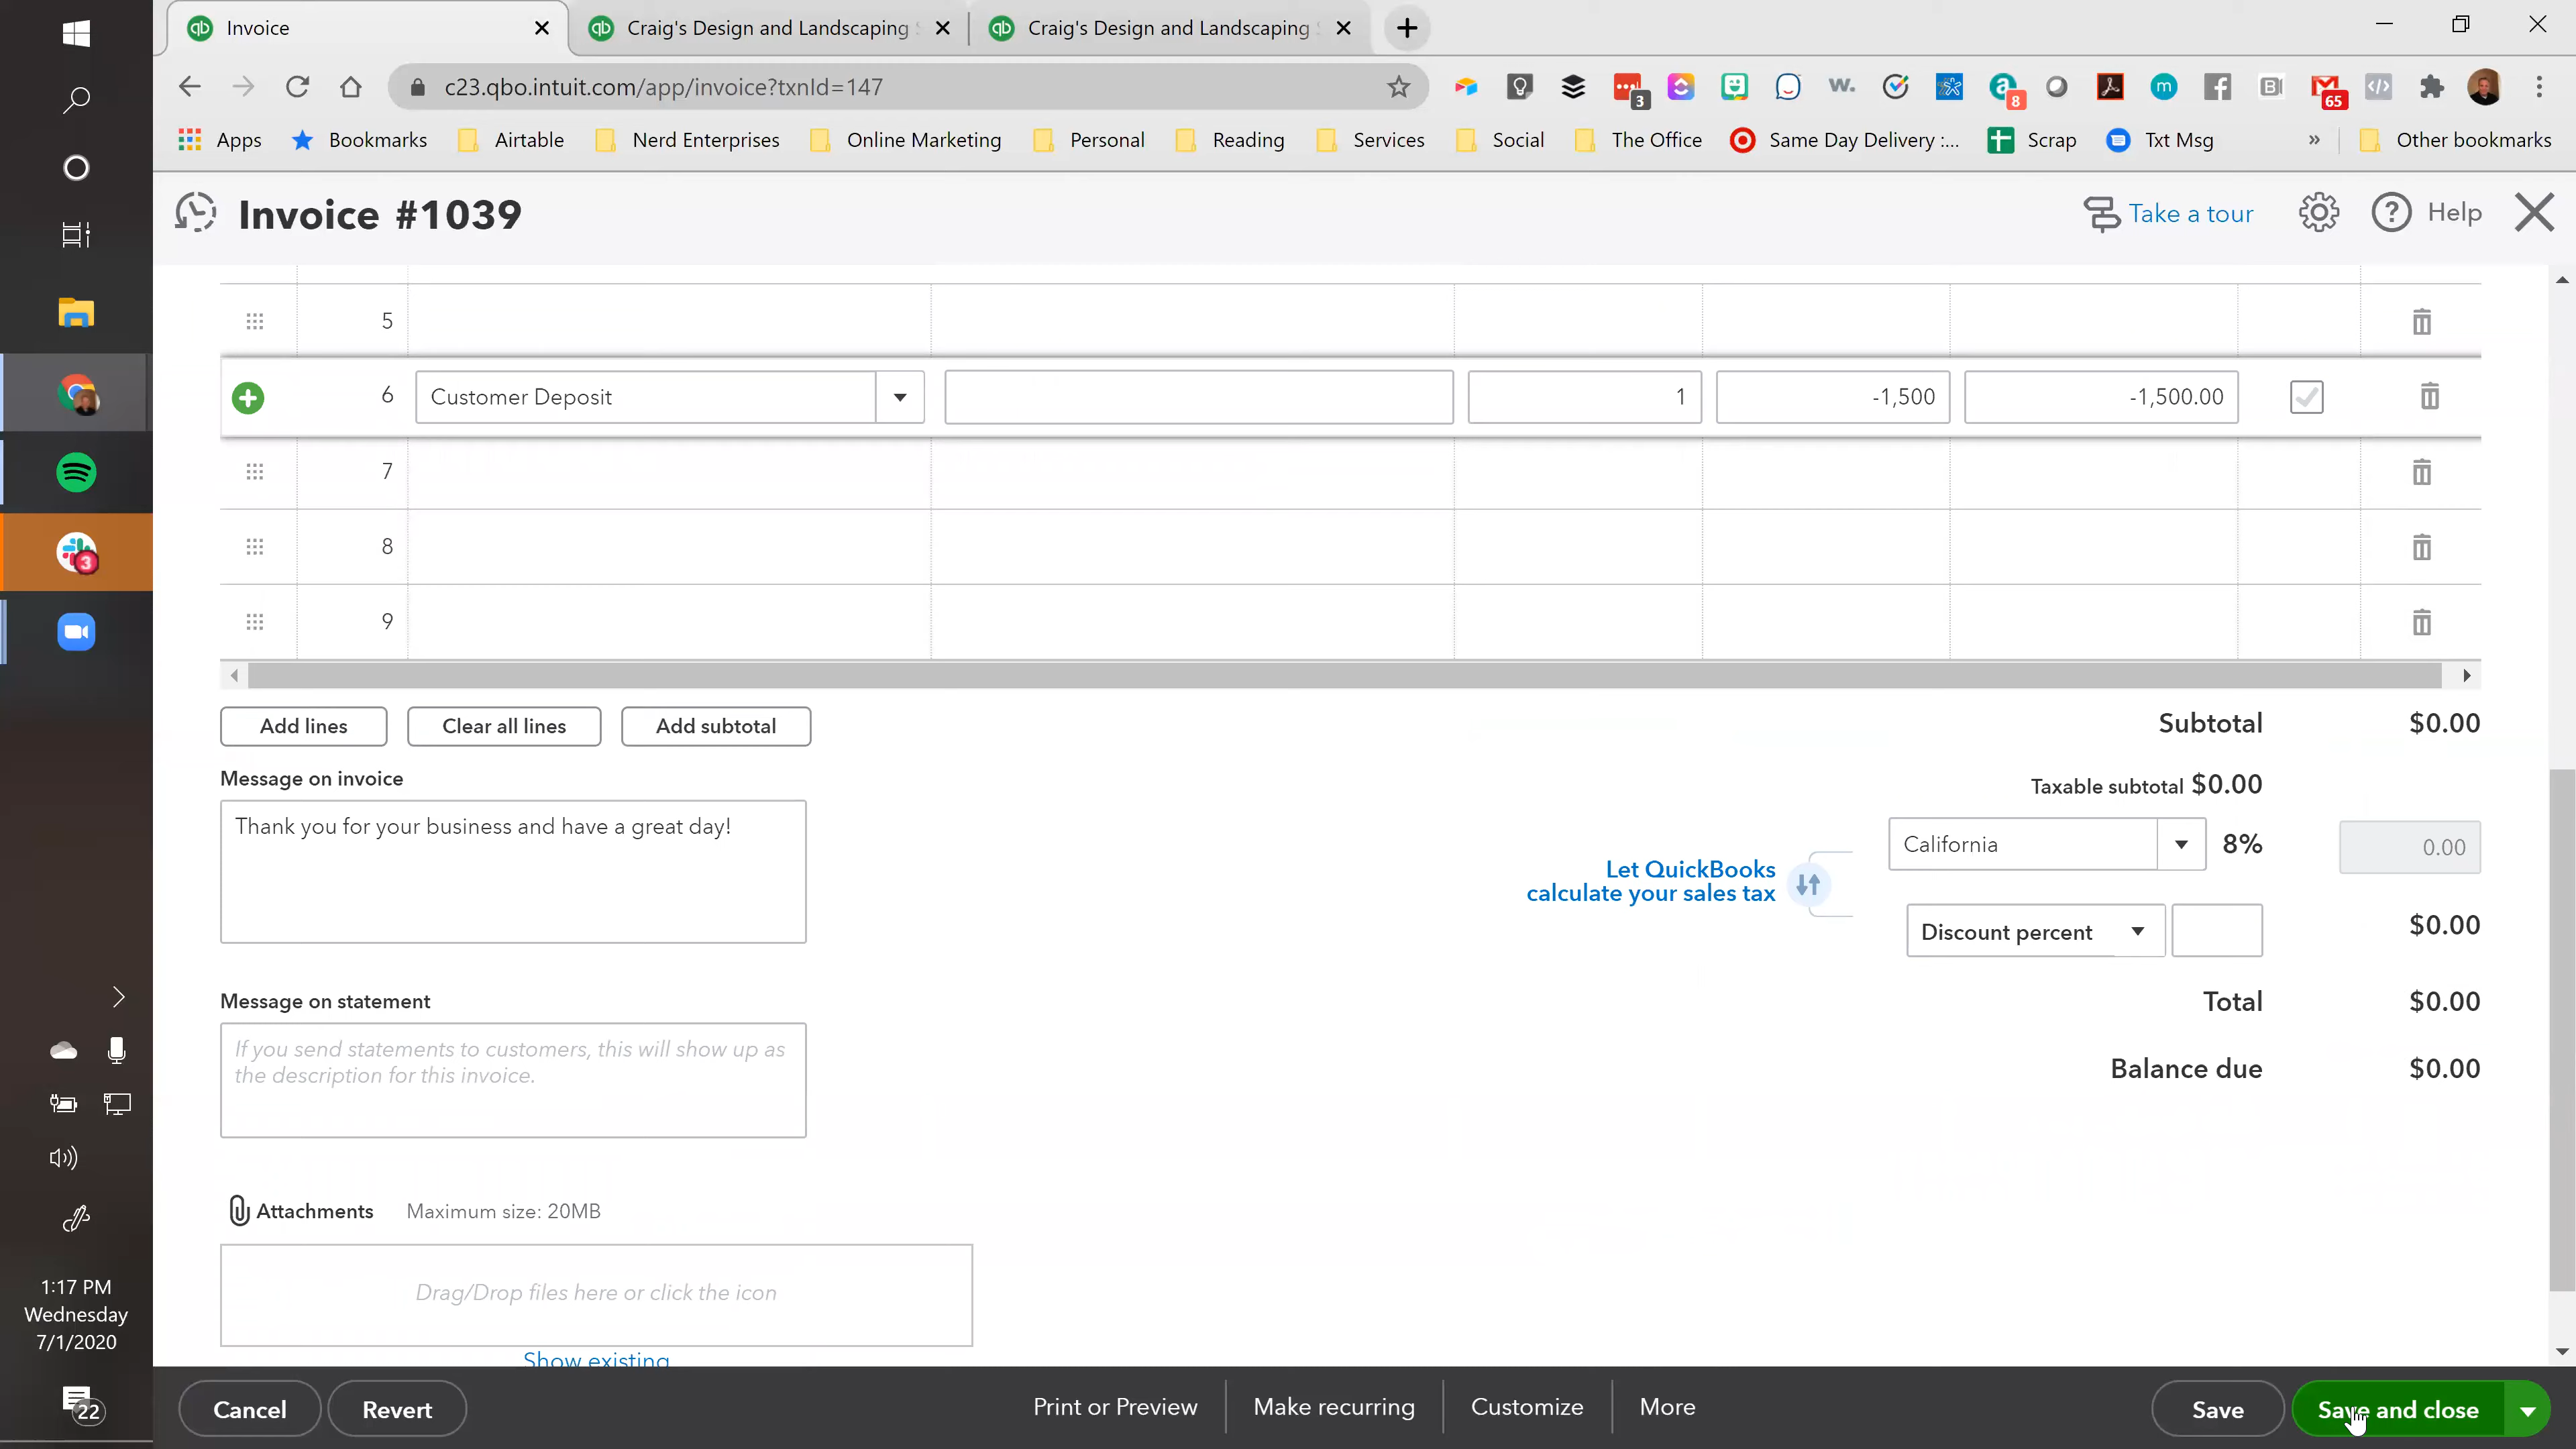 Invoice
Craig's Design and Landscaping
Craig's Design and Landscaping
c23.qbo.intuit.com/app/invoice?txnId=147
3
8
65
Apps
Bookmarks
Airtable
Nerd Enterprises
Online Marketing
Personal
Reading
Services
Social
The Office
Same Day Delivery :...
Scrap
Txt Msg
»
Other bookmarks
Invoice #1039
Take a tour
Help
5
6 Customer Deposit 1 -1,500 -1,500.00
7
8
9
Add lines
Clear all lines
Add subtotal
Subtotal $0.00
Message on invoice
Taxable subtotal $0.00
Thank you for your business and have a great day!
California 8% 0.00
Let QuickBooks
calculate your sales tax
Discount percent $0.00
Message on statement
Total $0.00
If you send statements to customers, this will show up as
the description for this invoice.
Balance due $0.00
Attachments Maximum size: 20MB
Drag/Drop files here or click the icon
Show existing
Cancel
Revert
Print or Preview
Make recurring
Customize
More
Save
Save and close
3
1:17 PM
Wednesday
7/1/2020
22